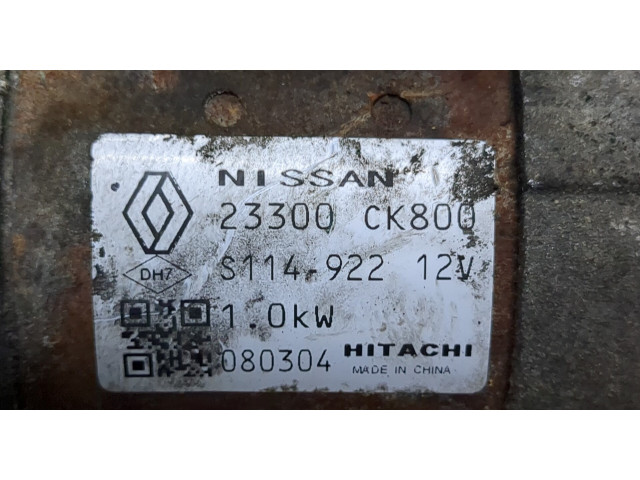 NISSAN
23300 CK800
DH7 S114-922 12V
1.0kW
080304 HITACHI
MADE IN CHINA